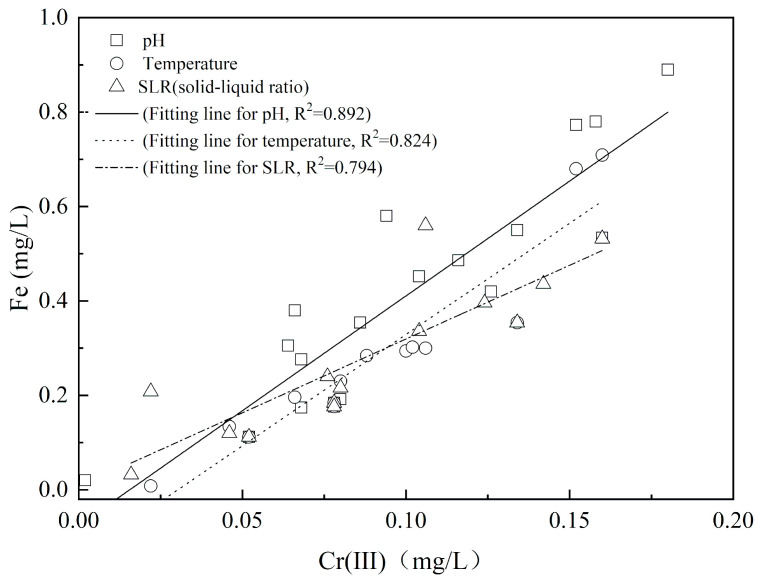 1.0
0.8
0.6
0.4
0.2
0.0
Fe (mg/L)
pH
Temperature
SLR(solid-liquid ratio)
(Fitting line for pH, R²=0.892)
(Fitting line for temperature, R²=0.824)
(Fitting line for SLR, R²=0.794)
0.00 0.05 0.10 0.15 0.20
Cr(III)（mg/L）